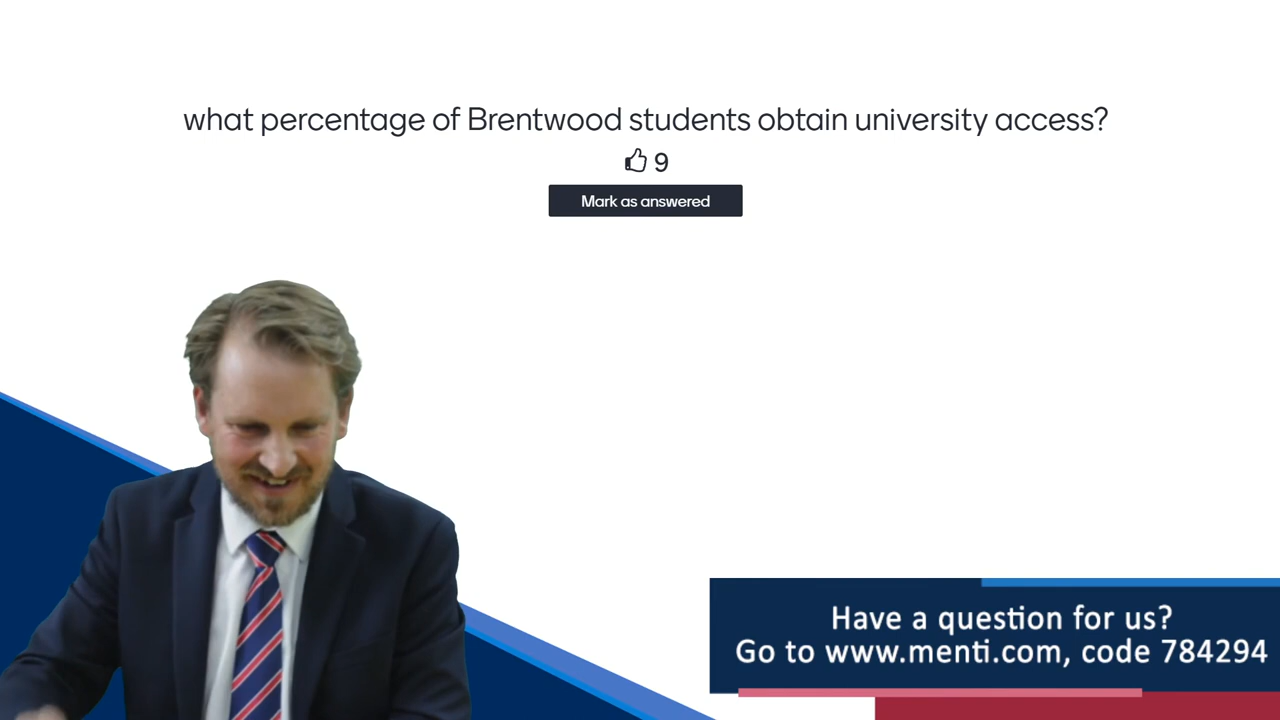 what percentage of Brentwood students obtain university access?
9
Mark as answered
Have a question for us?
Go to www.menti.com, code 784294